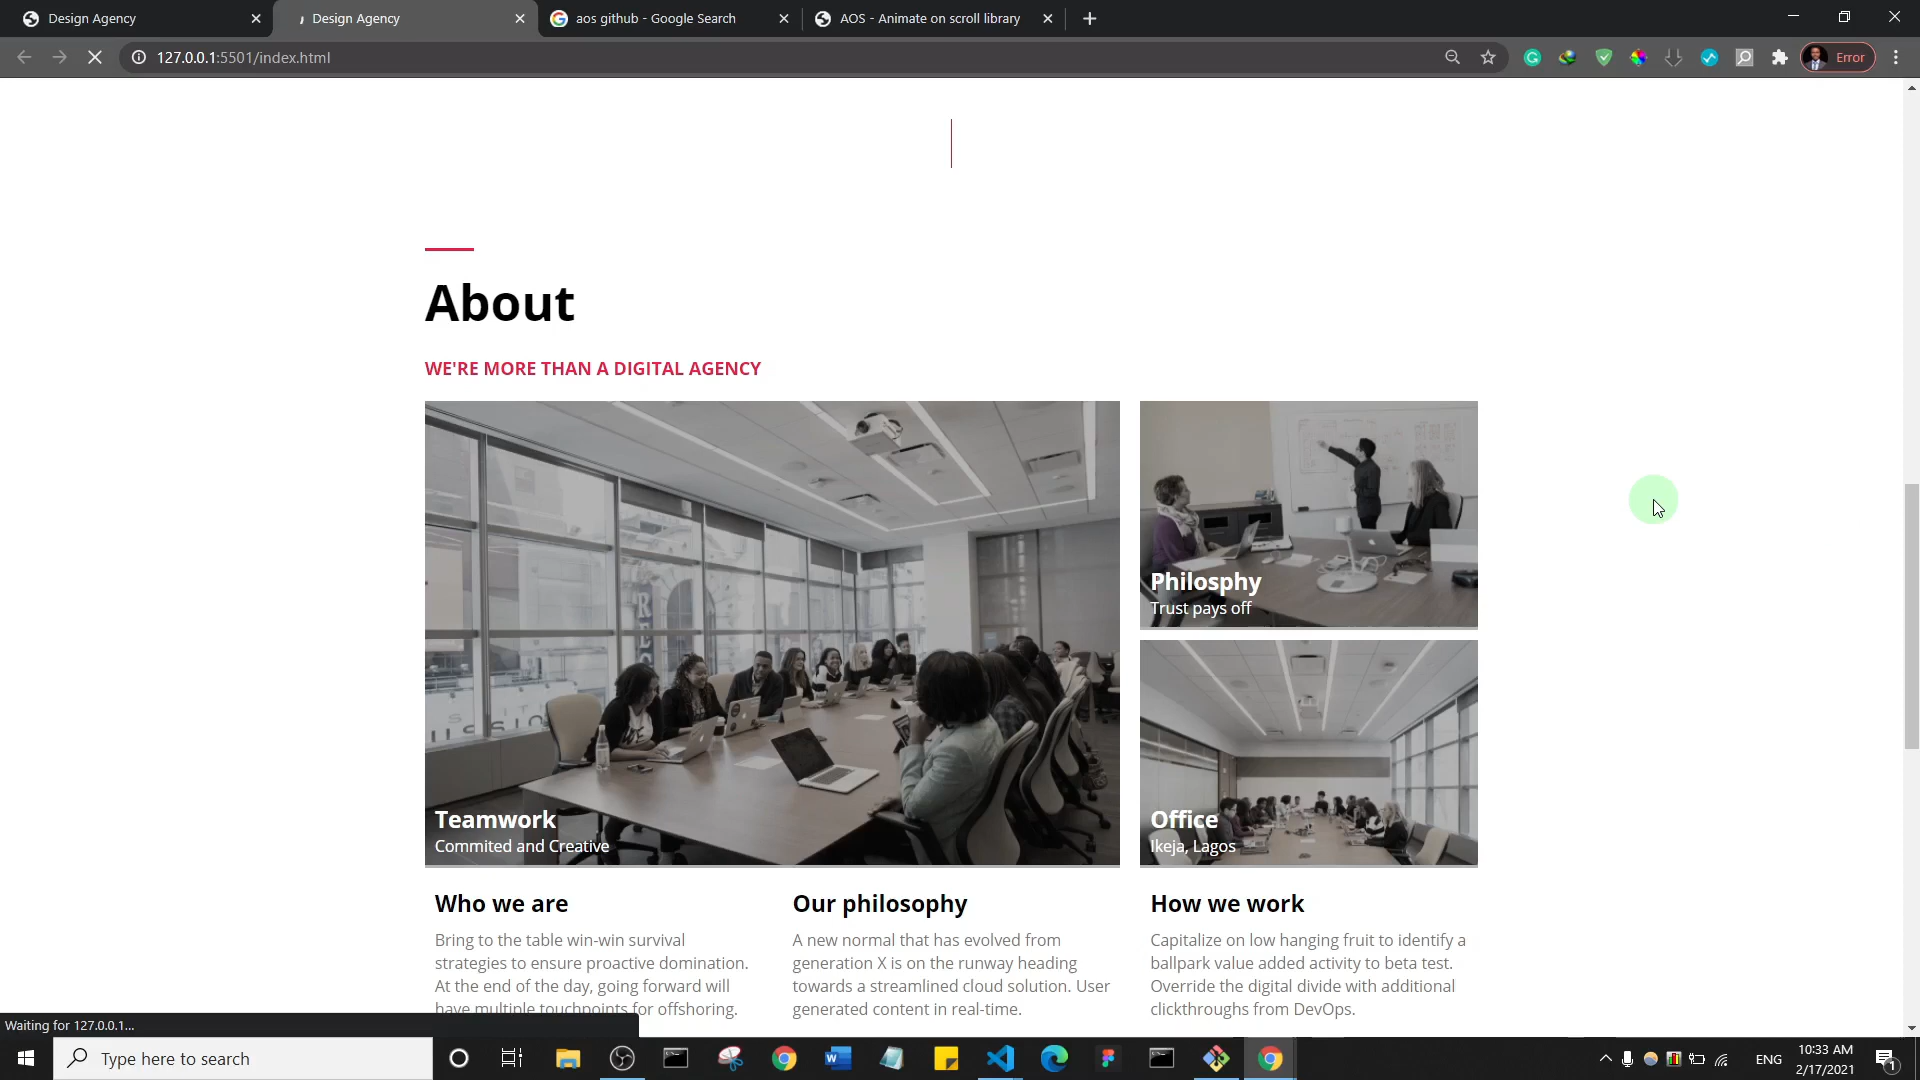 Design Agency
Design Agency
aos github - Google Search
AOS - Animate on scroll library
127.0.0.1:5501/index.html
Error
About
WE'RE MORE THAN A DIGITAL AGENCY
Philosphy
Trust pays off
Teamwork
Commited and Creative
Office
Ikeja, Lagos
Who we are
Bring to the table win-win survival
strategies to ensure proactive domination.
At the end of the day, going forward will
have multiple touchpoints for offshoring.
Our philosophy
A new normal that has evolved from
generation X is on the runway heading
towards a streamlined cloud solution. User
generated content in real-time.
How we work
Capitalize on low hanging fruit to identify a
ballpark value added activity to beta test.
Override the digital divide with additional
clickthroughs from DevOps.
Waiting for 127.0.0.1...
Type here to search
ENG
10:33 AM
2/17/2021
1